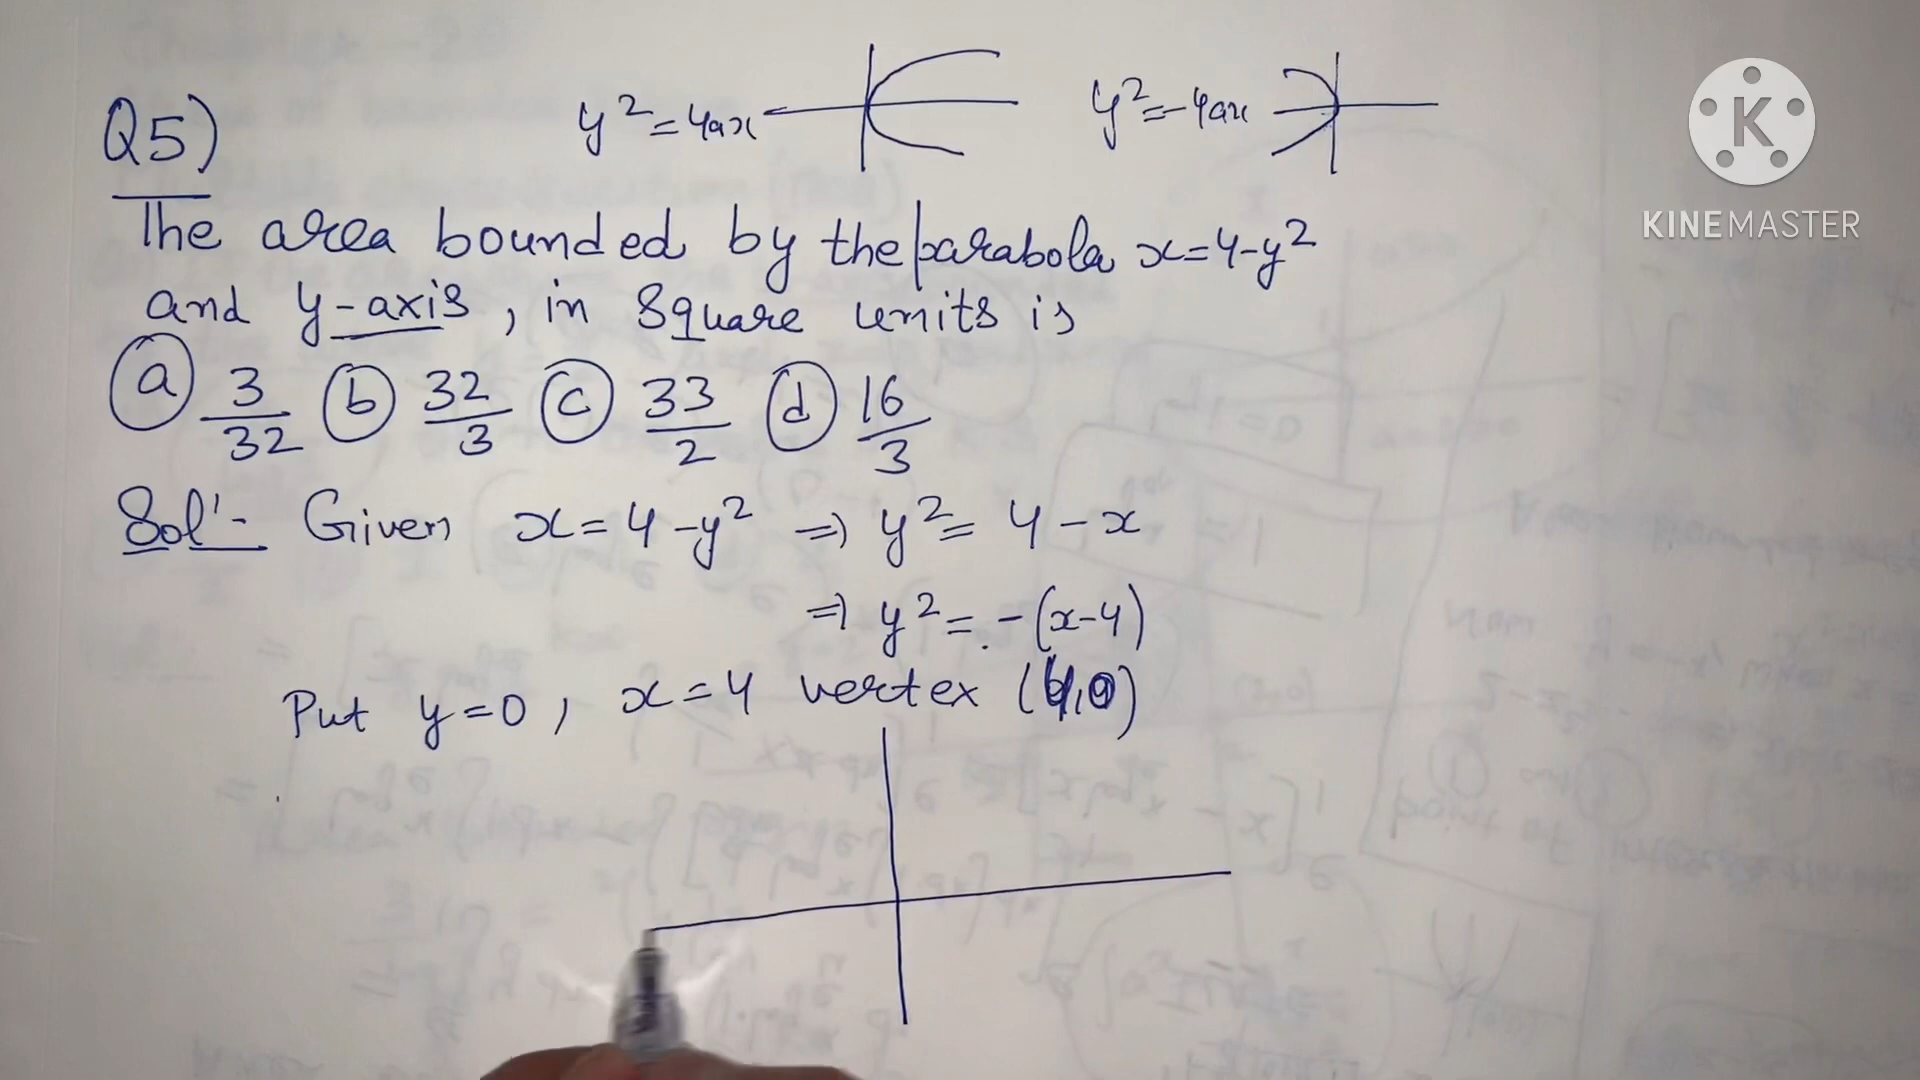 y² = 4ax
y² = -4ax
Q5)
The area bounded by the parabola x = 4 - y²
and y-axis, in square units is
(a) 3/32 (b) 32/3 (c) 33/2 (d) 16/3
Sol':- Given x = 4 - y² ⇒ y² = 4 - x
⇒ y² = -(x-4)
Put y = 0, x = 4 vertex (4,0)
K
KINEMASTER